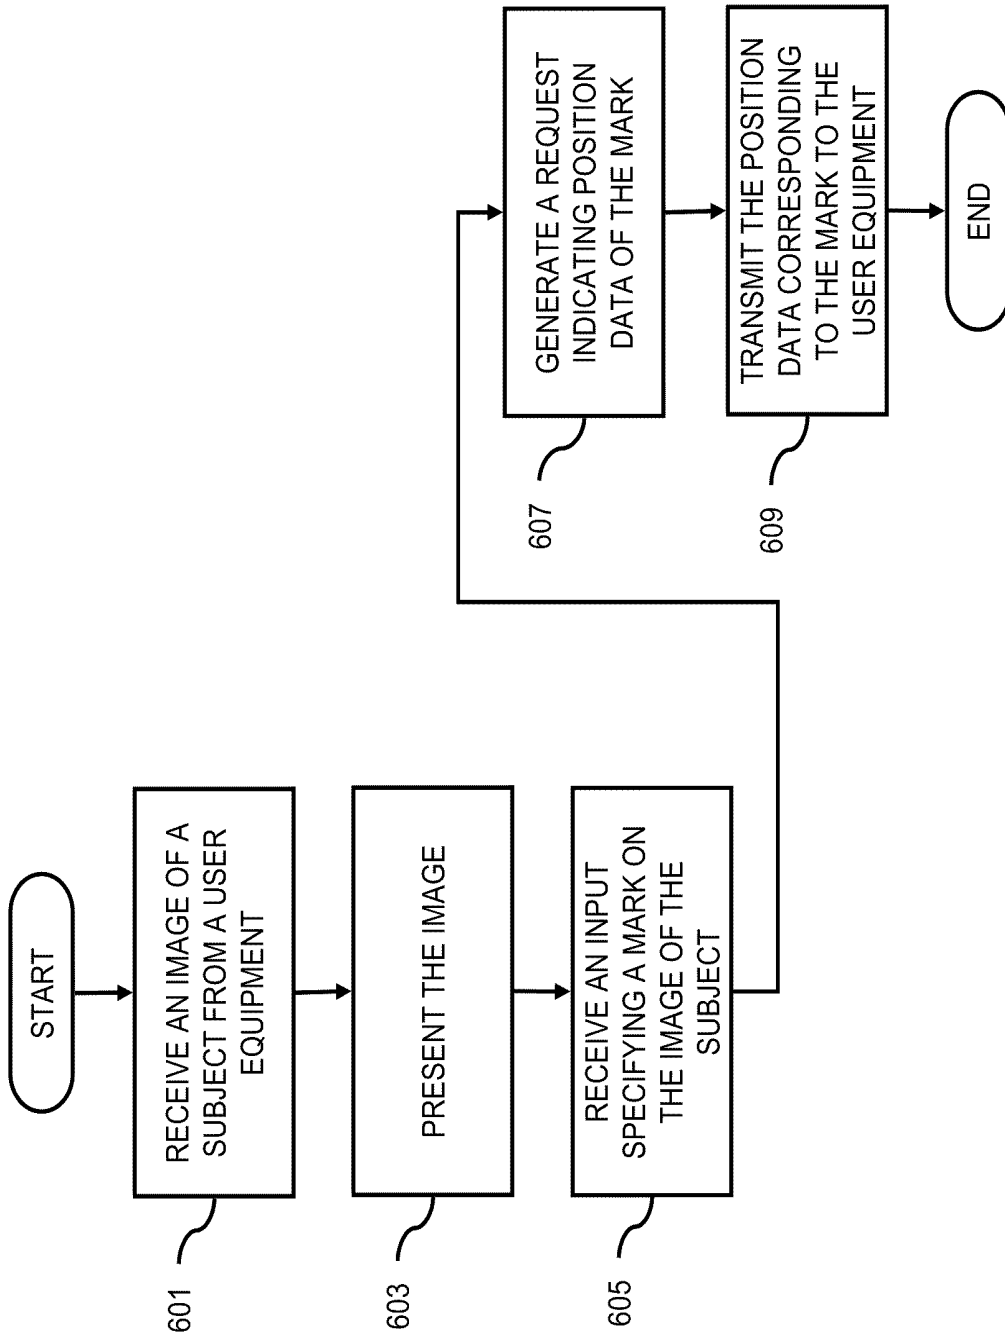 START
RECEIVE AN IMAGE OF A
SUBJECT FROM A USER
EQUIPMENT
601
PRESENT THE IMAGE
603
RECEIVE AN INPUT
SPECIFYING A MARK ON
THE IMAGE OF THE
SUBJECT
605
GENERATE A REQUEST
INDICATING POSITION
DATA OF THE MARK
607
TRANSMIT THE POSITION
DATA CORRESPONDING
TO THE MARK TO THE
USER EQUIPMENT
609
END